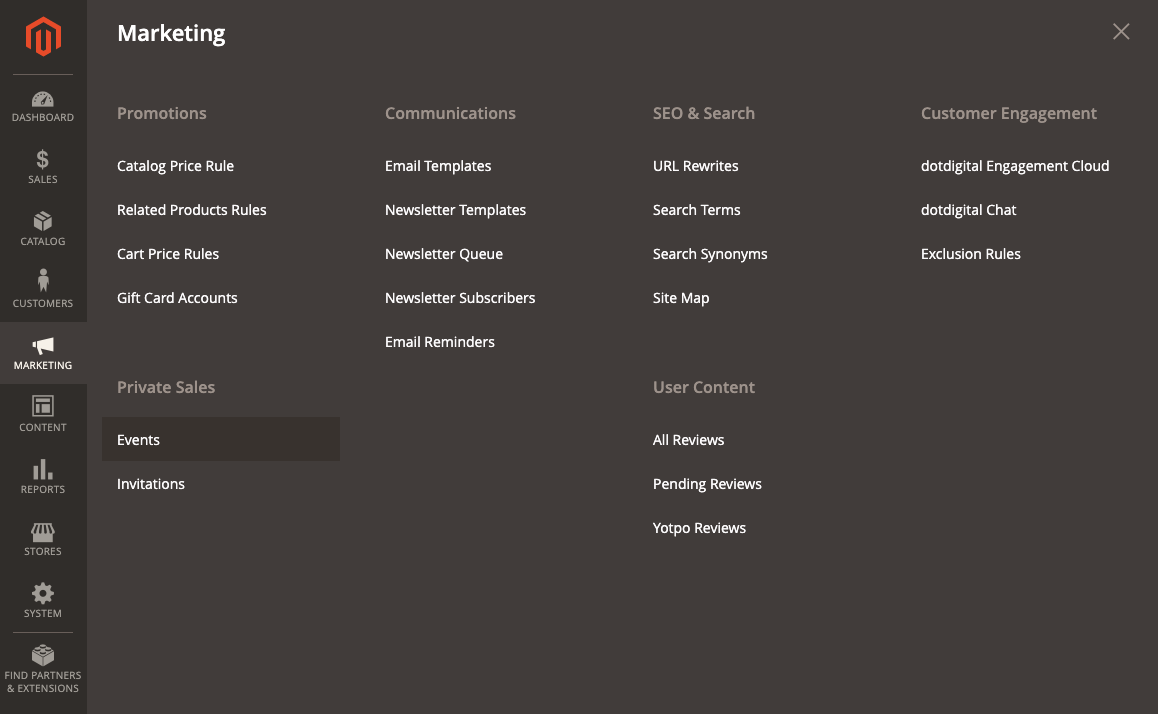 Marketing
DASHBOARD
SALES
CATALOG
CUSTOMERS
MARKETING
CONTENT
REPORTS
STORES
SYSTEM
FIND PARTNERS
& EXTENSIONS
Promotions
Catalog Price Rule
Related Products Rules
Cart Price Rules
Gift Card Accounts
Private Sales
Events
Invitations
Communications
Email Templates
Newsletter Templates
Newsletter Queue
Newsletter Subscribers
Email Reminders
SEO & Search
URL Rewrites
Search Terms
Search Synonyms
Site Map
User Content
All Reviews
Pending Reviews
Yotpo Reviews
Customer Engagement
dotdigital Engagement Cloud
dotdigital Chat
Exclusion Rules